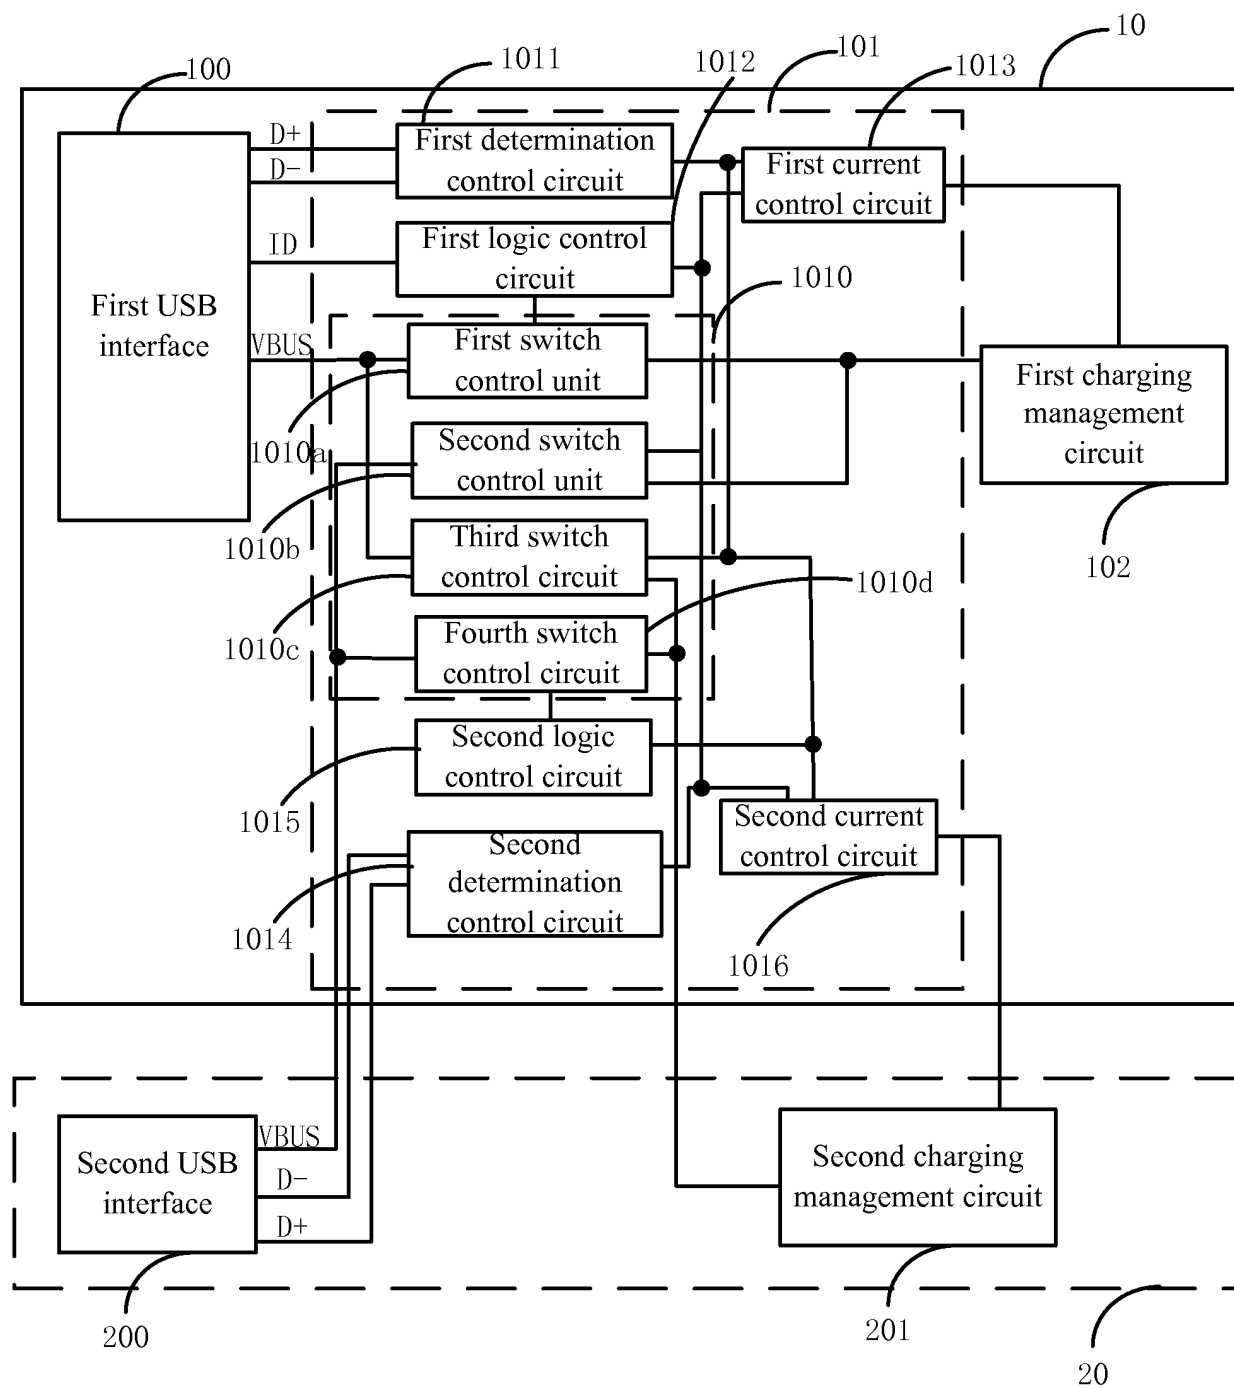 10
100
1011
1012
101
1013
D+
D-
First determination
control circuit
First current
control circuit
ID
First logic control
circuit
1010
First USB
interface
VBUS
First switch
control unit
First charging
management
circuit
1010a
Second switch
control unit
1010b
Third switch
control circuit
102
1010d
1010c
Fourth switch
control circuit
Second logic
control circuit
1015
Second current
control circuit
Second
determination
control circuit
1014
1016
VBUS
Second USB
interface
D-
D+
Second charging
management circuit
200
201
20